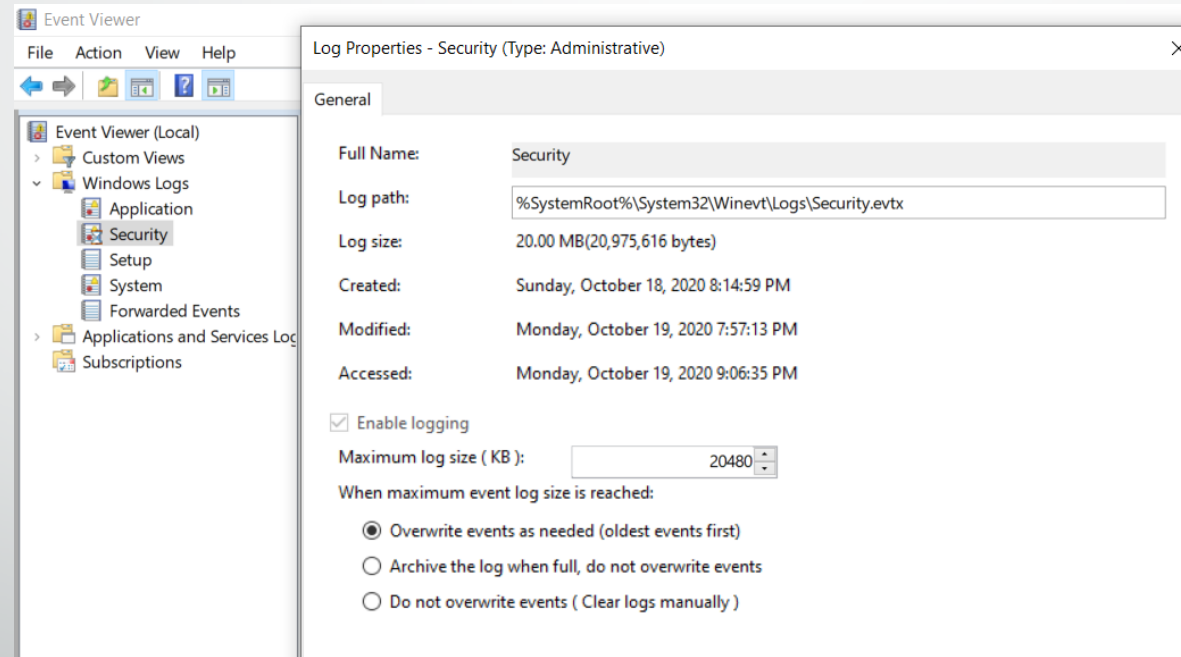 Event Viewer
File Action View Help
Event Viewer (Local)
Custom Views
Windows Logs
Application
Security
Setup
System
Forwarded Events
Applications and Services Log
Subscriptions
Log Properties - Security (Type: Administrative)
General
Full Name: Security
Log path: %SystemRoot%\System32\Winevt\Logs\Security.evtx
Log size: 20.00 MB(20,975,616 bytes)
Created: Sunday, October 18, 2020 8:14:59 PM
Modified: Monday, October 19, 2020 7:57:13 PM
Accessed: Monday, October 19, 2020 9:06:35 PM
Enable logging
Maximum log size ( KB ): 20480
When maximum event log size is reached:
Overwrite events as needed (oldest events first)
Archive the log when full, do not overwrite events
Do not overwrite events ( Clear logs manually )